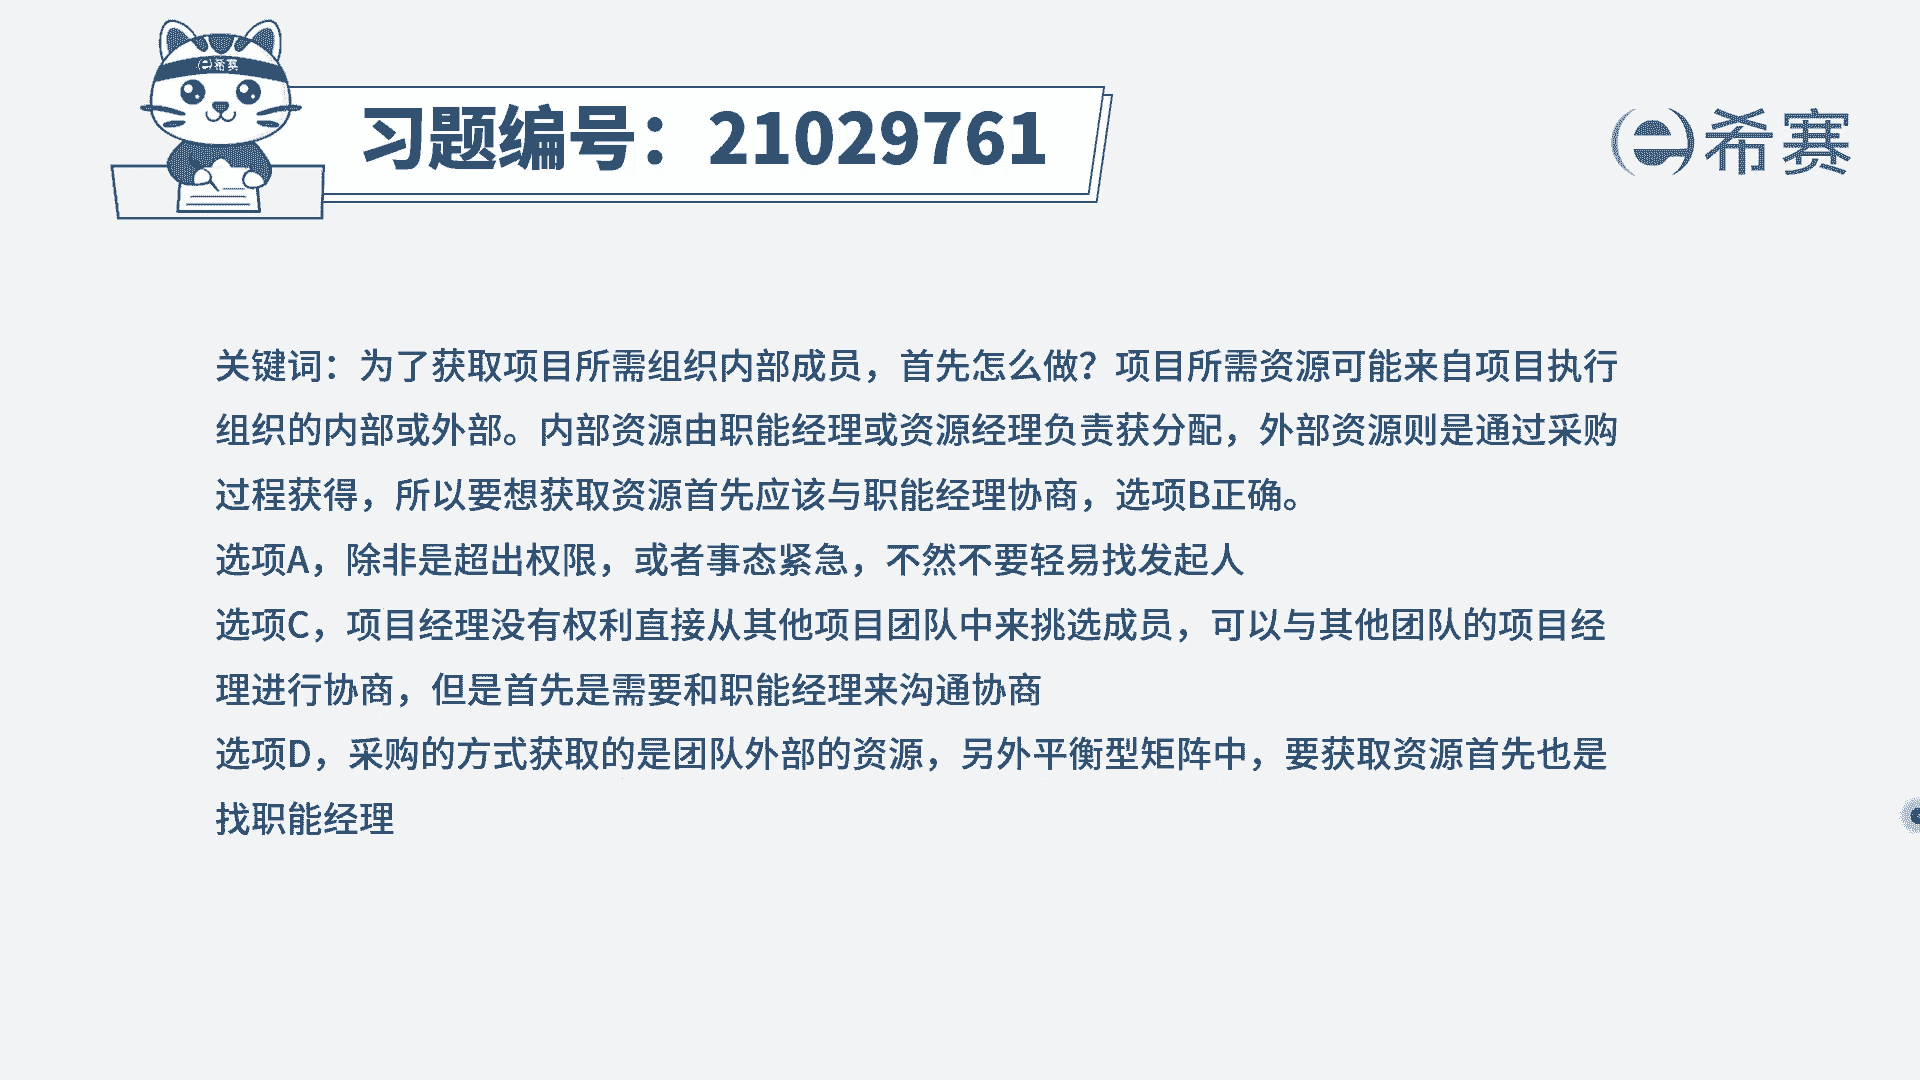 希赛
习题编号：21029761
希赛
关键词：为了获取项目所需组织内部成员，首先怎么做？项目所需资源可能来自项目执行
组织的内部或外部。内部资源由职能经理或资源经理负责获分配，外部资源则是通过采购
过程获得，所以要想获取资源首先应该与职能经理协商，选项B正确。
选项A，除非是超出权限，或者事态紧急，不然不要轻易找发起人
选项C，项目经理没有权利直接从其他项目团队中来挑选成员，可以与其他团队的项目经
理进行协商，但是首先是需要和职能经理来沟通协商
选项D，采购的方式获取的是团队外部的资源，另外平衡型矩阵中，要获取资源首先也是
找职能经理